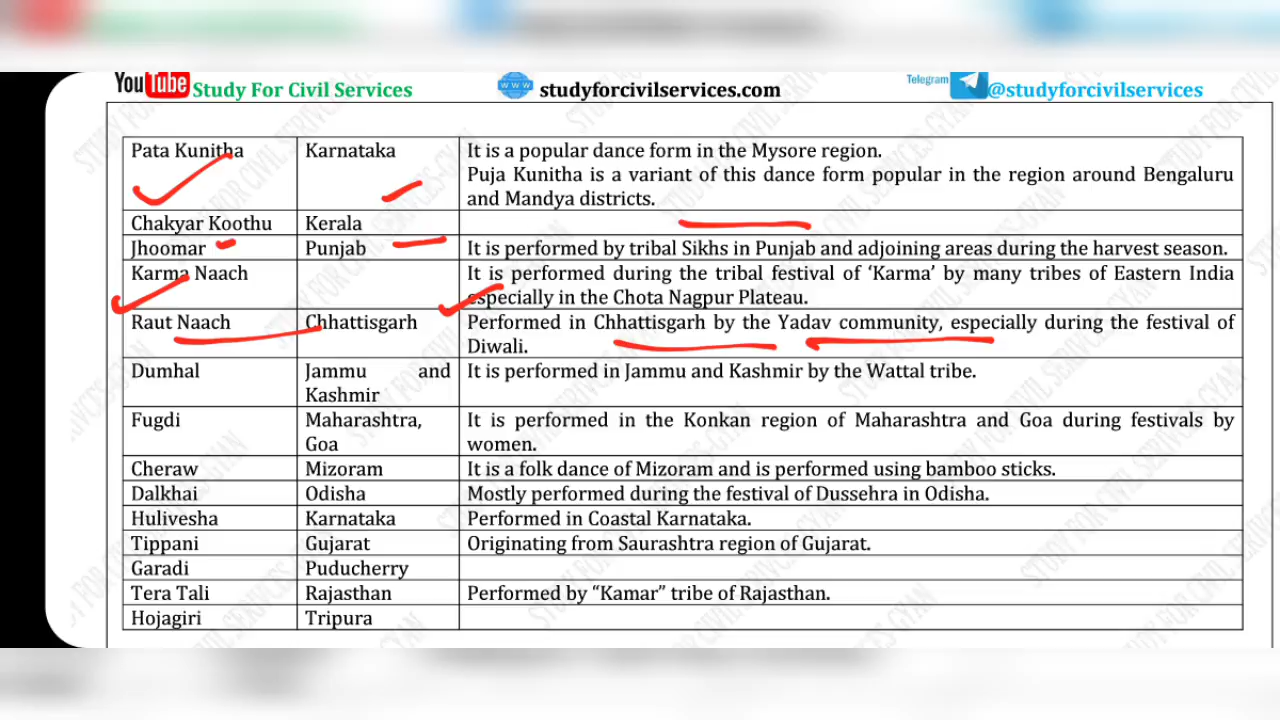 YouTube Study For Civil Services www studyforcivilservices.com Telegram @studyforcivilservices
Pata Kunitha Karnataka It is a popular dance form in the Mysore region.
Puja Kunitha is a variant of this dance form popular in the region around Bengaluru
and Mandya districts.
Chakyar Koothu Kerala
Jhoomar Punjab It is performed by tribal Sikhs in Punjab and adjoining areas during the harvest season.
Karma Naach It is performed during the tribal festival of ‘Karma’ by many tribes of Eastern India
especially in the Chota Nagpur Plateau.
Raut Naach Chhattisgarh Performed in Chhattisgarh by the Yadav community, especially during the festival of
Diwali.
Dumhal Jammu and It is performed in Jammu and Kashmir by the Wattal tribe.
Kashmir
Fugdi Maharashtra, It is performed in the Konkan region of Maharashtra and Goa during festivals by
Goa women.
Cheraw Mizoram It is a folk dance of Mizoram and is performed using bamboo sticks.
Dalkhai Odisha Mostly performed during the festival of Dussehra in Odisha.
Hulivesha Karnataka Performed in Coastal Karnataka.
Tippani Gujarat Originating from Saurashtra region of Gujarat.
Garadi Puducherry
Tera Tali Rajasthan Performed by “Kamar” tribe of Rajasthan.
Hojagiri Tripura